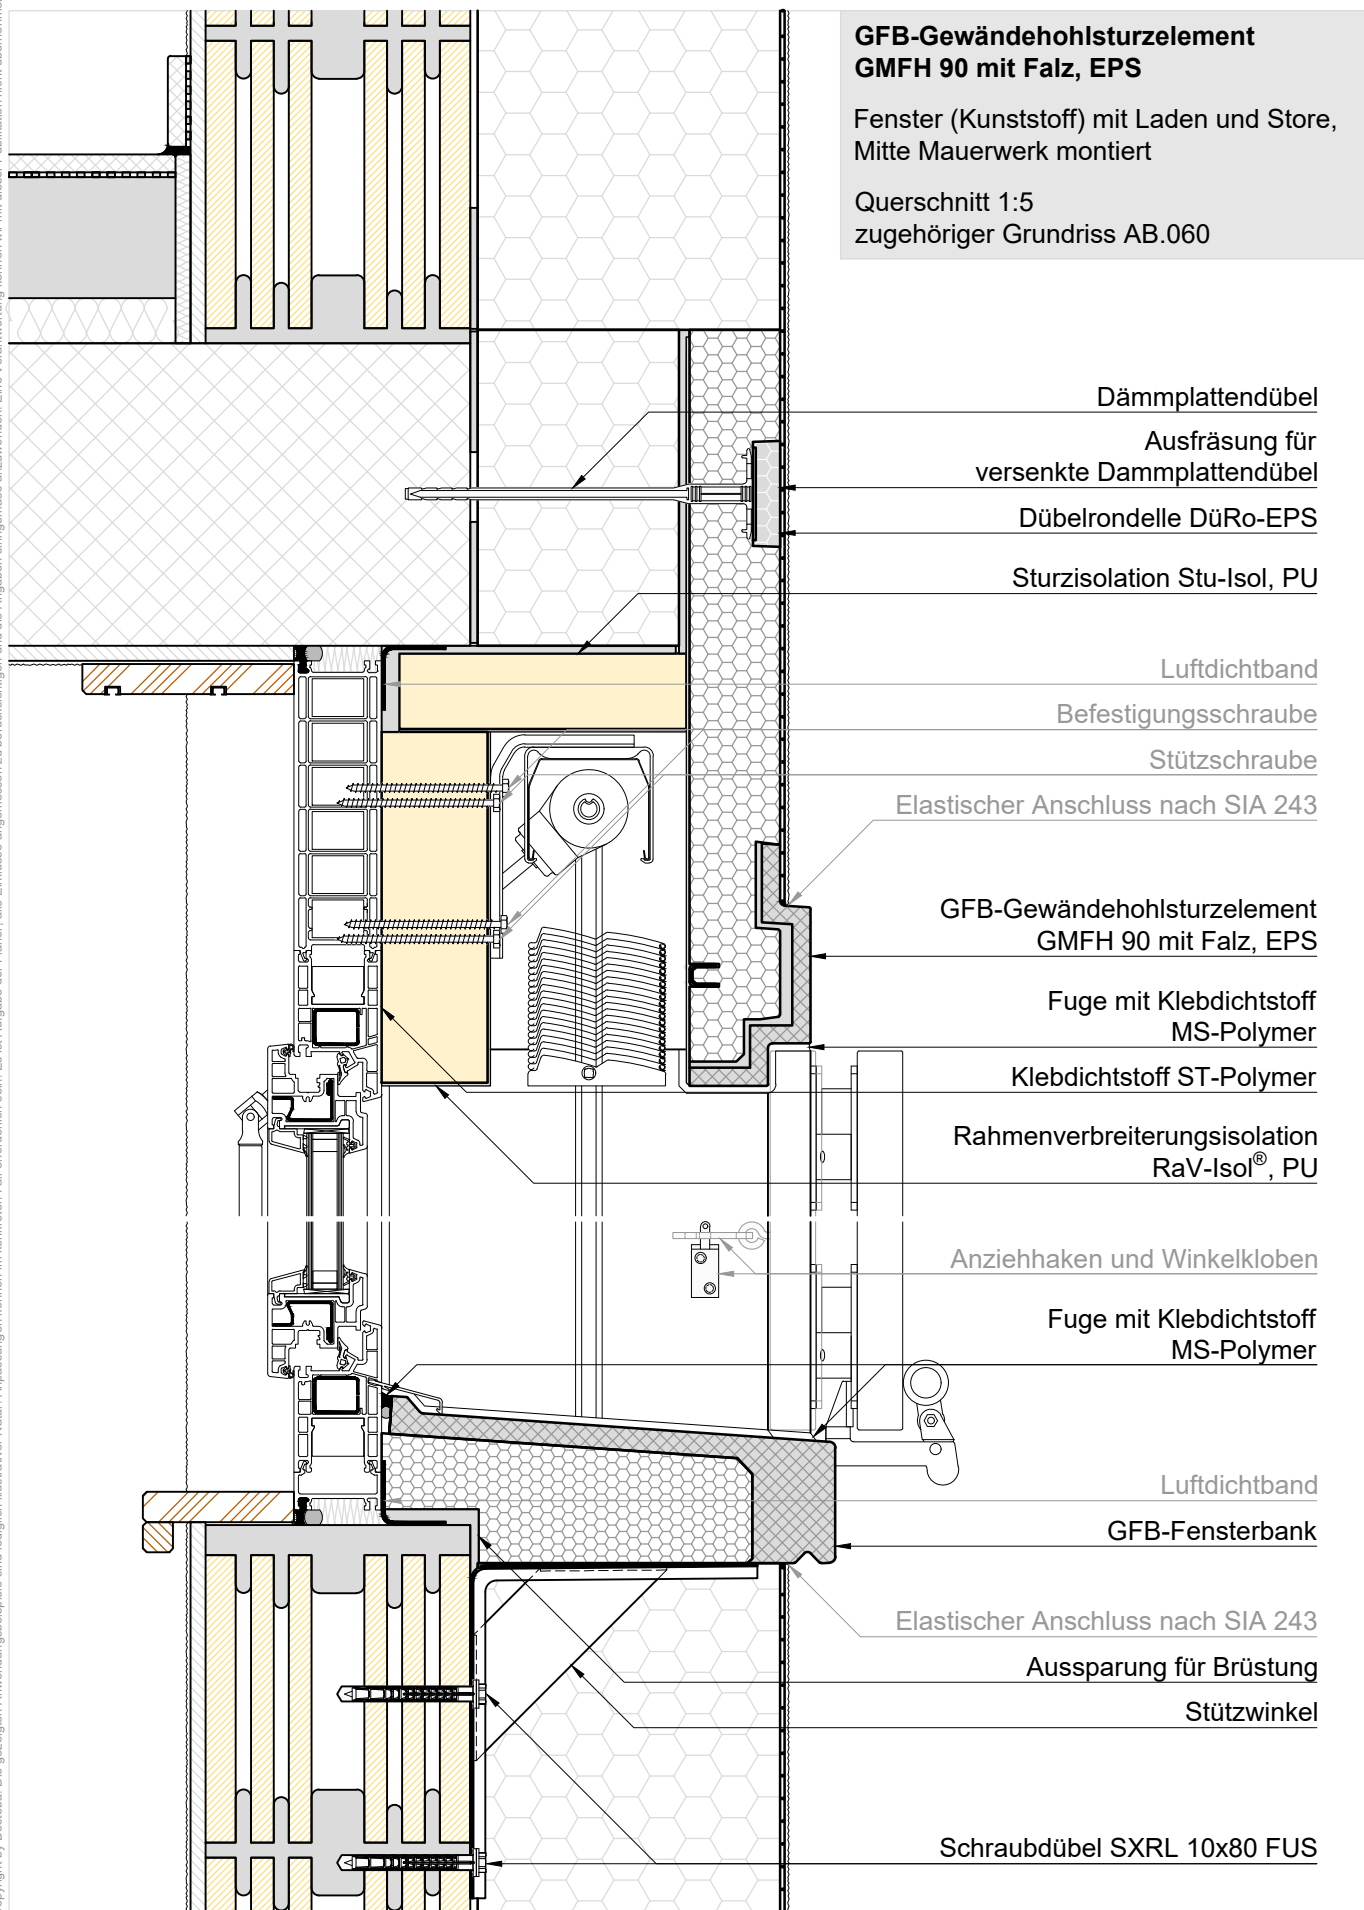 GFB-Gewändehohlsturzelement
GMFH 90 mit Falz, EPS
Fenster (Kunststoff) mit Laden und Store,
Mitte Mauerwerk montiert
Querschnitt 1:5
zugehöriger Grundriss AB.060
Dämmplattendübel
Ausfräsung für
versenkte Dammplattendübel
Dübelrondelle DüRo-EPS
Sturzisolation Stu-Isol, PU
Luftdichtband
Befestigungsschraube
Stützschraube
Elastischer Anschluss nach SIA 243
GFB-Gewändehohlsturzelement
GMFH 90 mit Falz, EPS
Fuge mit Klebdichtstoff
MS-Polymer
Klebdichtstoff ST-Polymer
Rahmenverbreiterungsisolation
RaV-Isol®, PU
Anziehhaken und Winkelkloben
Fuge mit Klebdichtstoff
MS-Polymer
Luftdichtband
GFB-Fensterbank
Elastischer Anschluss nach SIA 243
Aussparung für Brüstung
Stützwinkel
Schraubdübel SXRL 10x80 FUS